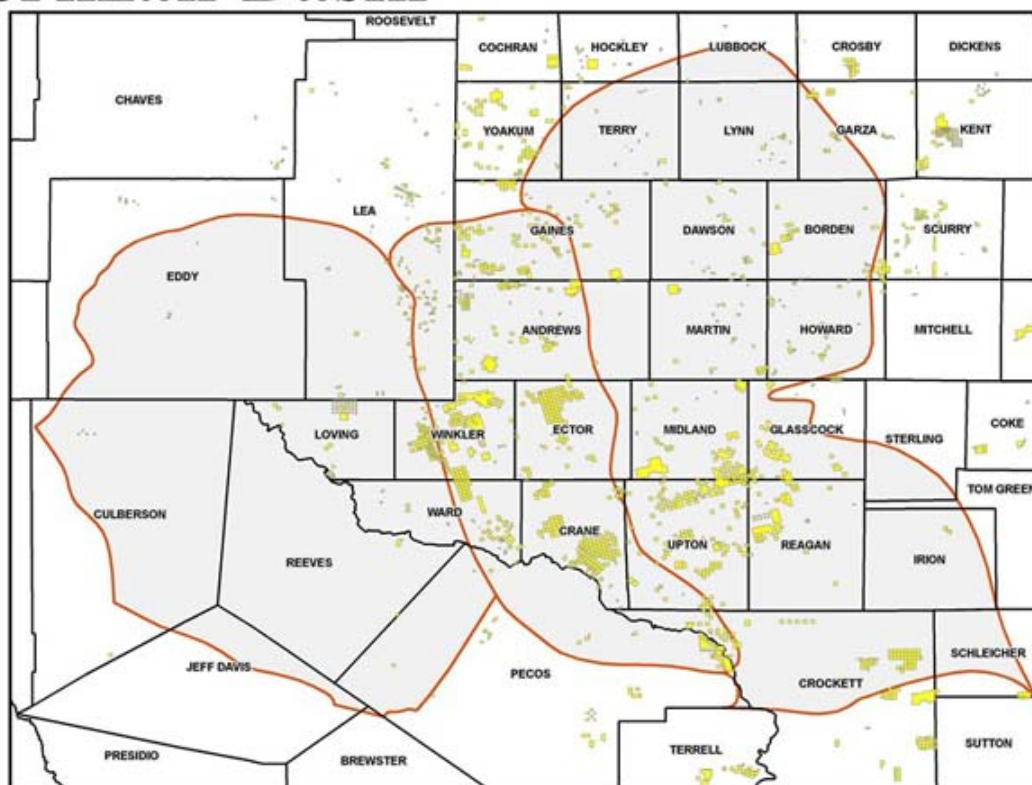 ROOSEVELT
COCHRAN
HOCKLEY
LUBBOCK
CROSBY
DICKENS
CHAVES
YOAKUM
TERRY
LYNN
GARZA
KENT
LEA
GAINES
DAWSON
BORDEN
SCURRY
EDDY
ANDREWS
MARTIN
HOWARD
MITCHELL
LOVING
WINKLER
ECTOR
MIDLAND
GLASSCOCK
STERLING
COKE
TOM GREEN
CULBERSON
WARD
CRANE
UPTON
REAGAN
REEVES
IRION
JEFF DAVIS
PECOS
CROCKETT
SCHLEICHER
PRESIDIO
BREWSTER
TERRELL
SUTTON